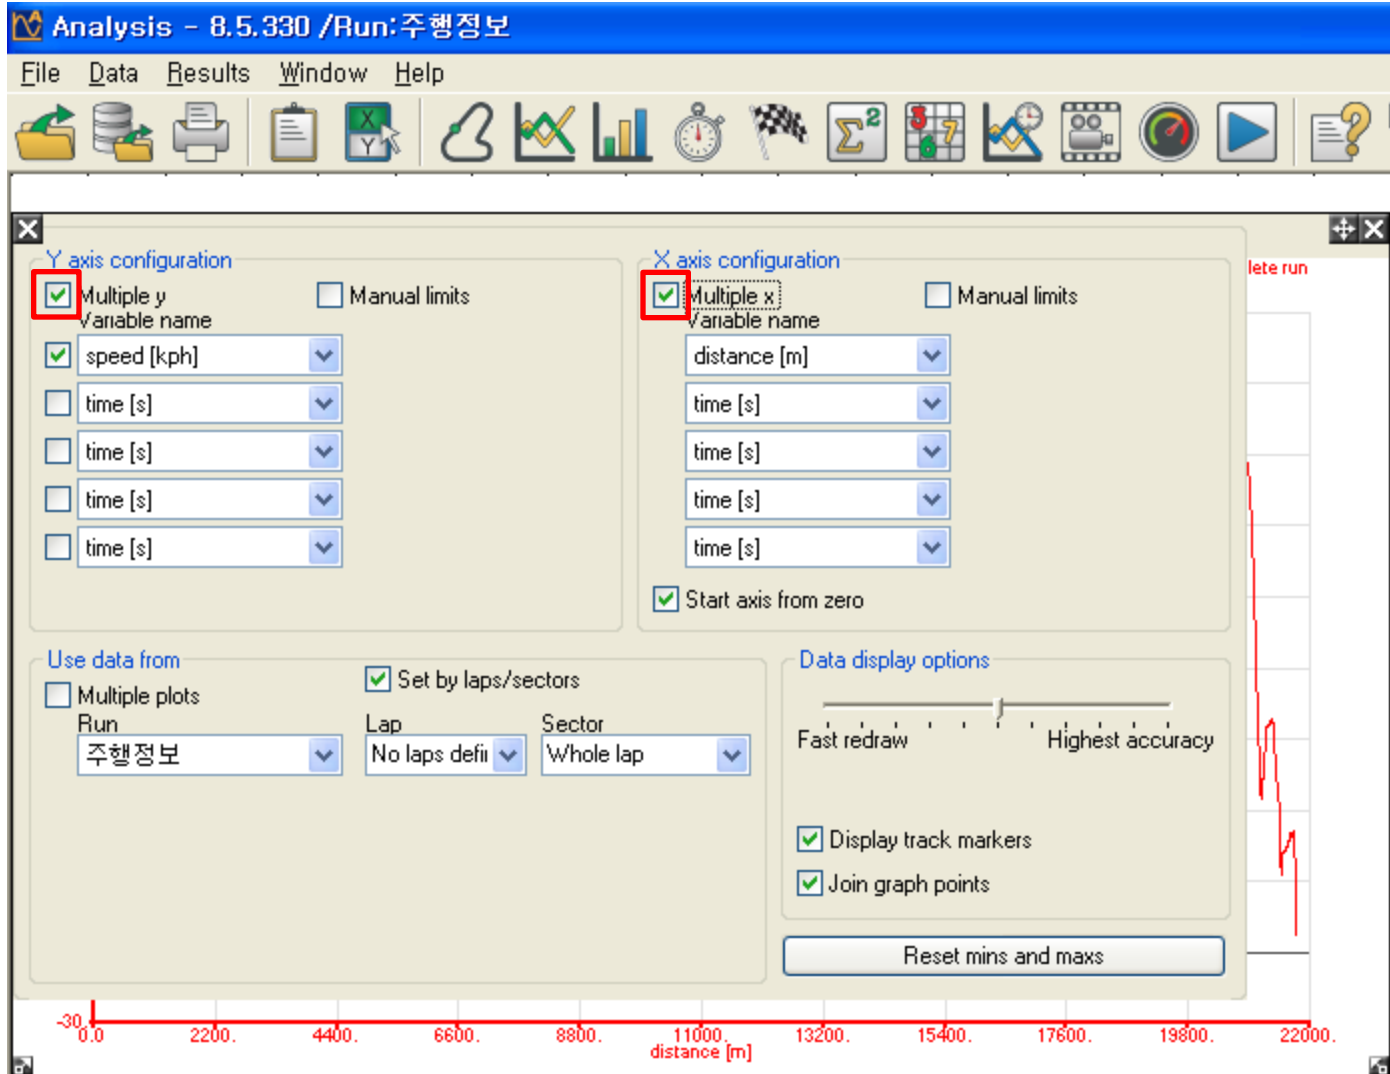 Analysis - 8.5.330 /Run:주행정보
File Data Results Window Help
Y axis configuration
Multiple y Manual limits
Variable name
speed [kph]
time [s]
time [s]
time [s]
time [s]
X axis configuration
Multiple x Manual limits
Variable name
distance [m]
time [s]
time [s]
time [s]
time [s]
Start axis from zero
lete run
Use data from
Multiple plots Set by laps/sectors
Run Lap Sector
주행정보 No laps defii Whole lap
Data display options
Fast redraw Highest accuracy
Display track markers
Join graph points
Reset mins and maxs
-30.
0.0 2200. 4400. 6600. 8800. 11000. 13200. 15400. 17600. 19800. 22000.
distance [m]